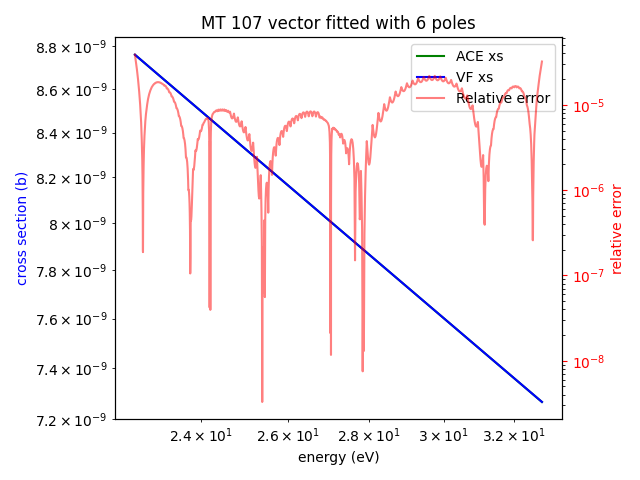 MT 107 vector fitted with 6 poles
ACE xs
VF xs
Relative error
cross section (b)
8.8 × 10⁻⁹
8.6 × 10⁻⁹
8.4 × 10⁻⁹
8.2 × 10⁻⁹
8 × 10⁻⁹
7.8 × 10⁻⁹
7.6 × 10⁻⁹
7.4 × 10⁻⁹
7.2 × 10⁻⁹
10⁻⁵
10⁻⁶
10⁻⁷
10⁻⁸
relative error
2.4 × 10¹ 2.6 × 10¹ 2.8 × 10¹ 3 × 10¹ 3.2 × 10¹
energy (eV)